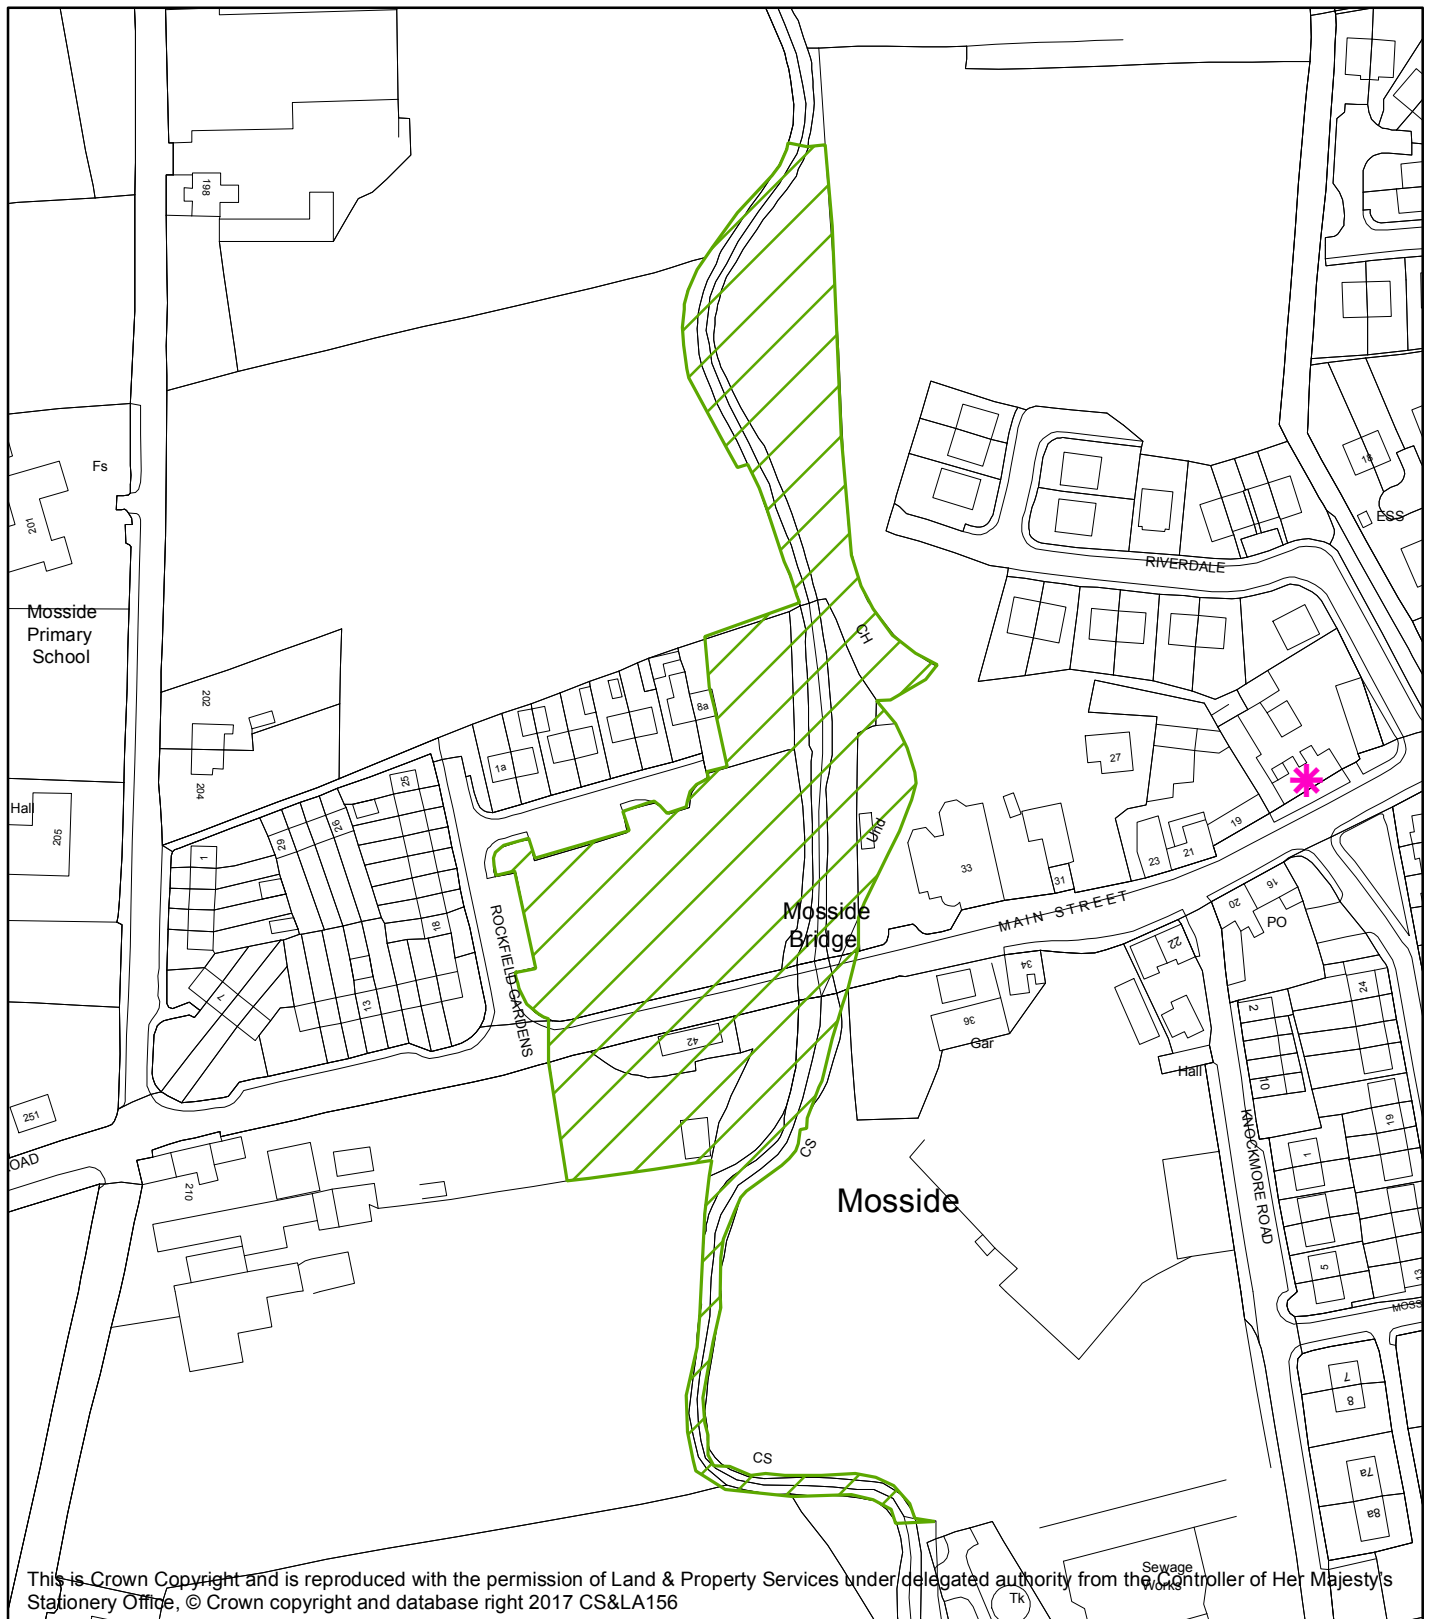 198
Fs
201
16
ESS
RIVERDALE
Mosside
Primary
School
CH
202
8a
1a
27
204
25
Hall
205
26
29
1
Und
19
33
31
23
21
18
ROCKFIELD GARDENS
Mosside
Bridge
MAIN STREET
16
20
PO
22
34
24
7
13
36
2
42
Gar
Hall
10
251
19
CS
KNOCKMORE ROAD
1
OAD
210
Mosside
5
13
MOSS
7
8
CS
7a
8a
Sewage
Works
Tk
This is Crown Copyright and is reproduced with the permission of Land & Property Services under delegated authority from the Controller of Her Majesty's
Stationery Office, © Crown copyright and database right 2017 CS&LA156